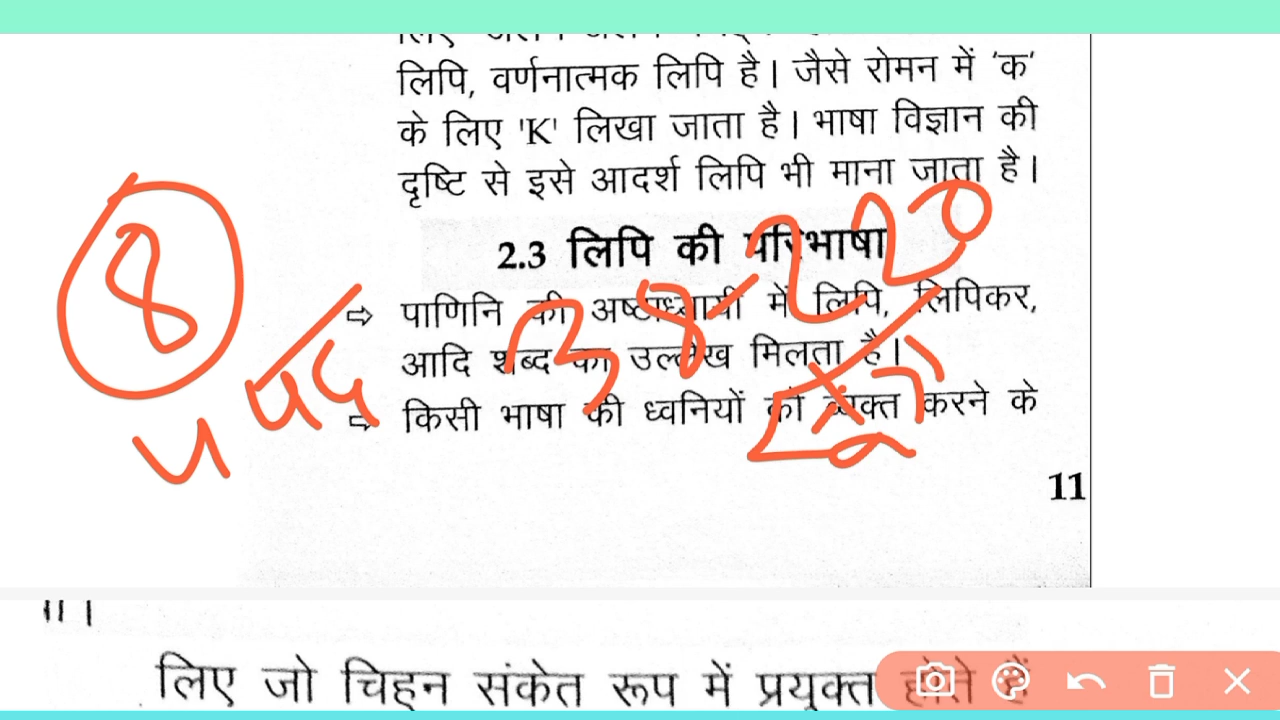 लिपि, वर्णनात्मक लिपि है। जैसे रोमन में 'क'
के लिए 'K' लिखा जाता है। भाषा विज्ञान की
दृष्टि से इसे आदर्श लिपि भी माना जाता है।
2.3 लिपि की परिभाषा
⇨ पाणिनि की अष्टाध्यायी में लिपि, लिपिकर,
आदि शब्द का उल्लेख मिलता है।
⇨ किसी भाषा की ध्वनियों को व्यक्त करने के
8
11
लिए जो चिह्न संकेत रूप में प्रयुक्त होते हैं